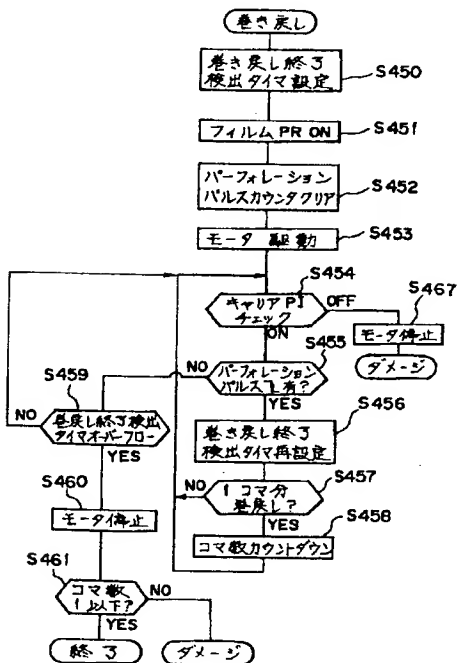 巻き戻し
巻き戻し終了
検出タイマ設定
S450
フィルムPR ON
S451
パーフォレーション
パルスカウンタクリア
S452
モータ 駆動
S453
S454
キャリアPI
チェック
OFF
ON
S467
モータ停止
ダメージ
S455
パーフォレーション
パルス 有?
NO
YES
S456
巻き戻し終了
検出タイマ再設定
S457
1コマ分
巻戻し?
NO
YES
S458
コマ数カウントダウン
S459
巻戻し終了検出
タイマオーバーフロー
NO
YES
S460
モータ停止
S461
コマ数
1以下?
NO
YES
終了
ダメージ